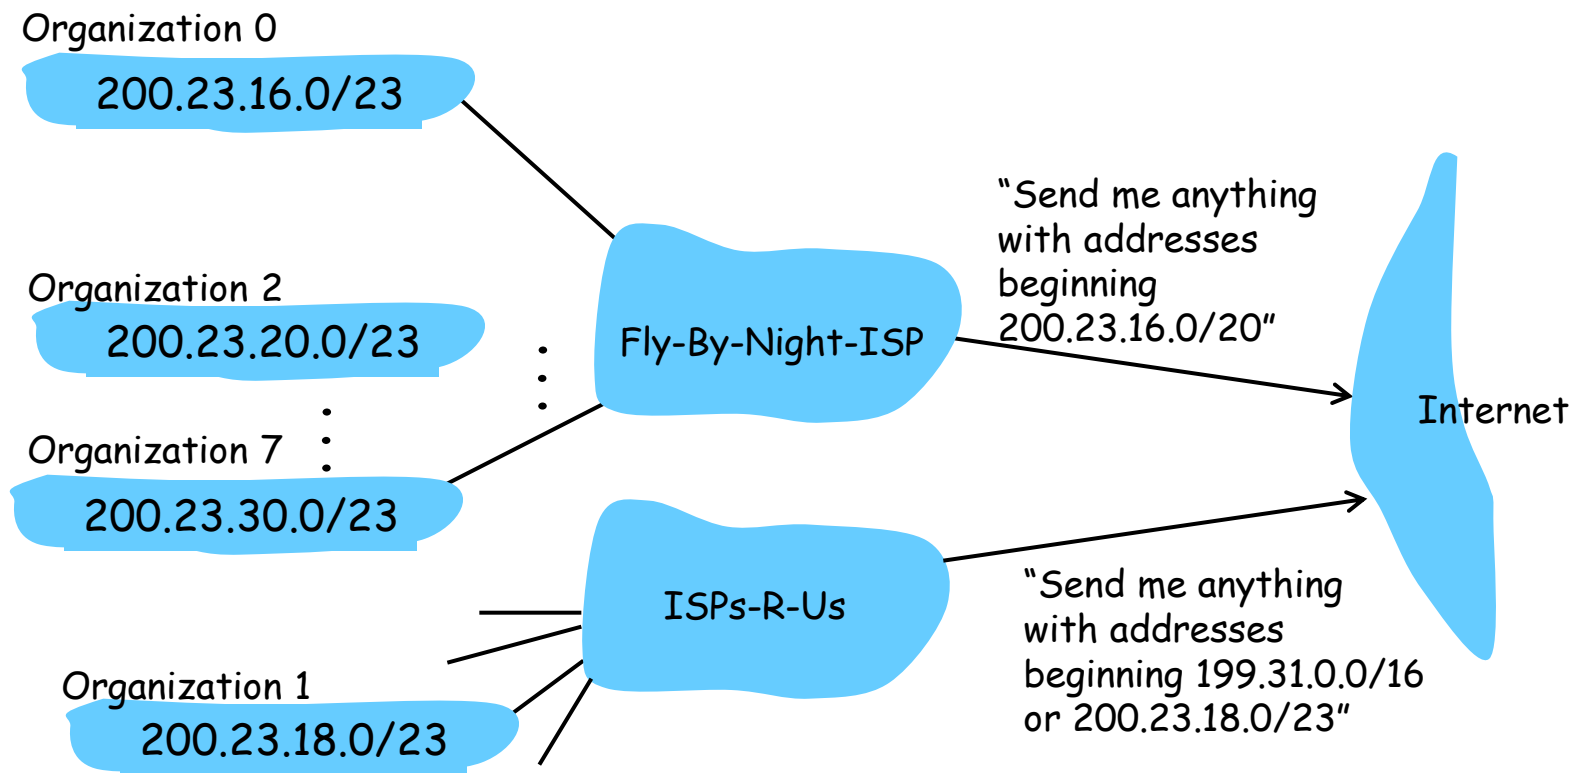 Organization 0
200.23.16.0/23
Organization 2
200.23.20.0/23
Organization 7
200.23.30.0/23
Fly-By-Night-ISP
“Send me anything
with addresses
beginning
200.23.16.0/20”
Internet
ISPs-R-Us
Organization 1
200.23.18.0/23
“Send me anything
with addresses
beginning 199.31.0.0/16
or 200.23.18.0/23”